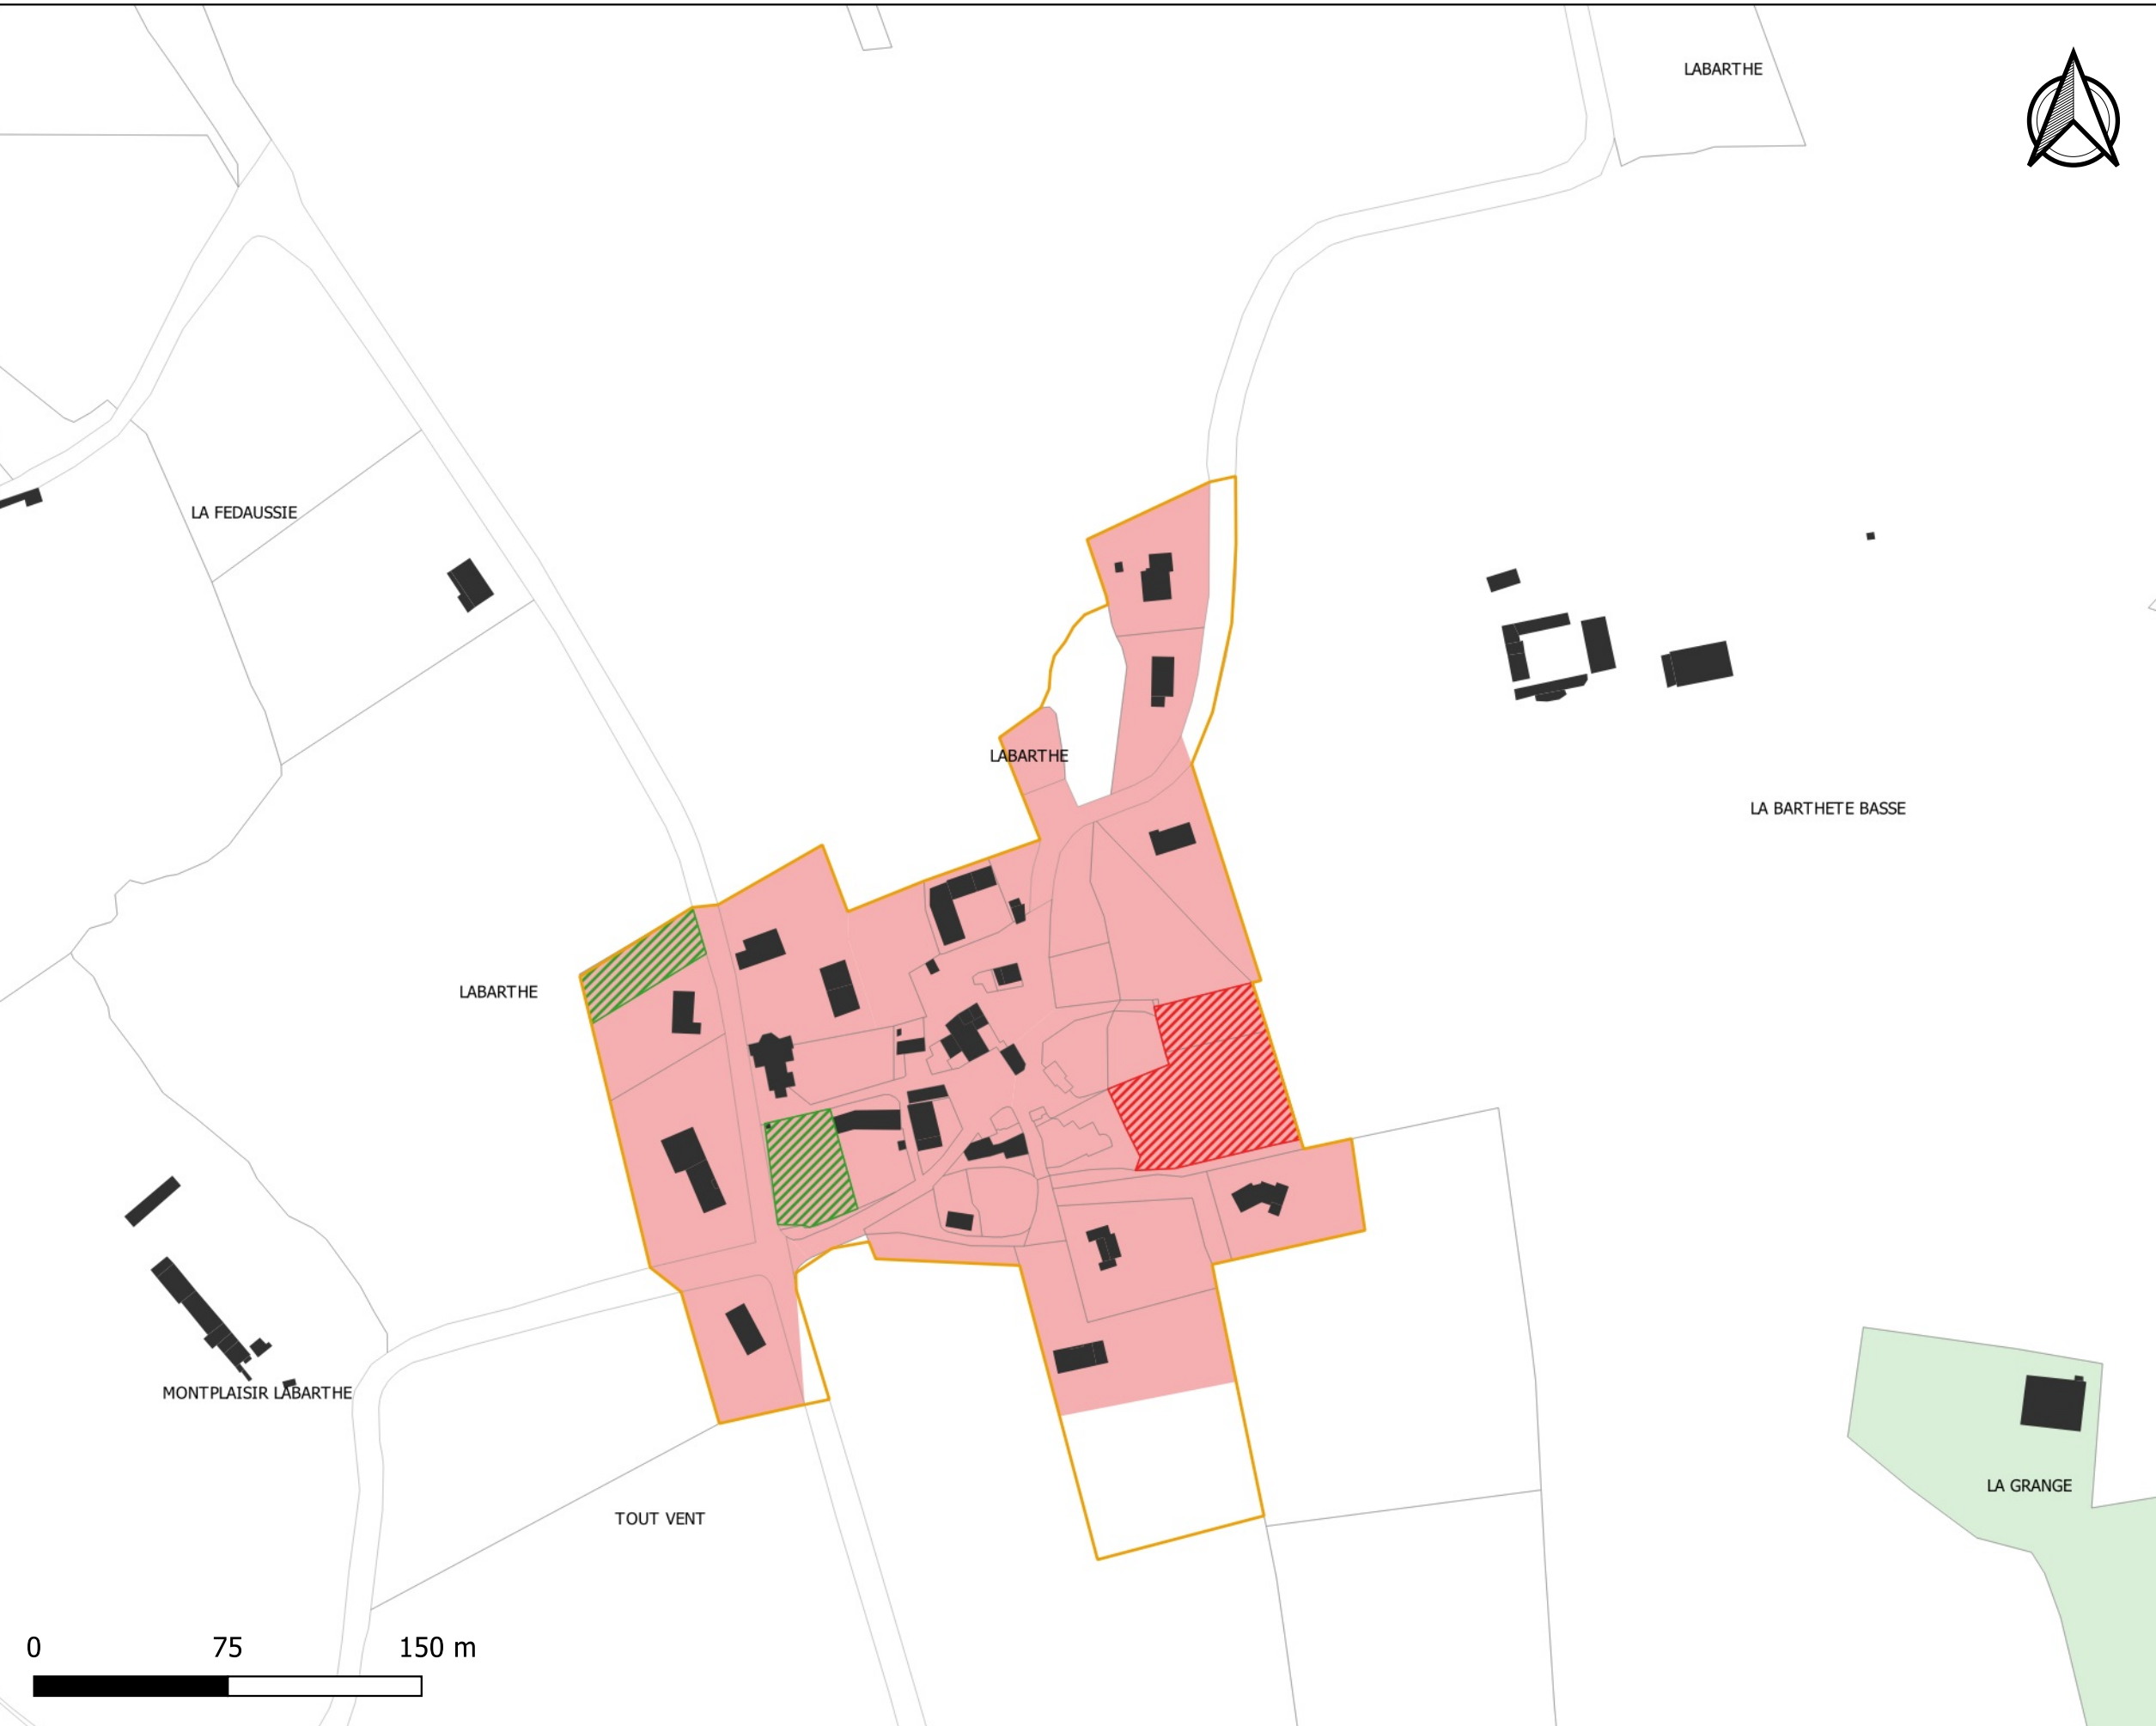 LABARTHE
LA FEDAUSSIE
LABARTHE
LA BARTHETE BASSE
LABARTHE
MONTPLAISIR LABARTHE
LA GRANGE
TOUT VENT
0 75 150 m